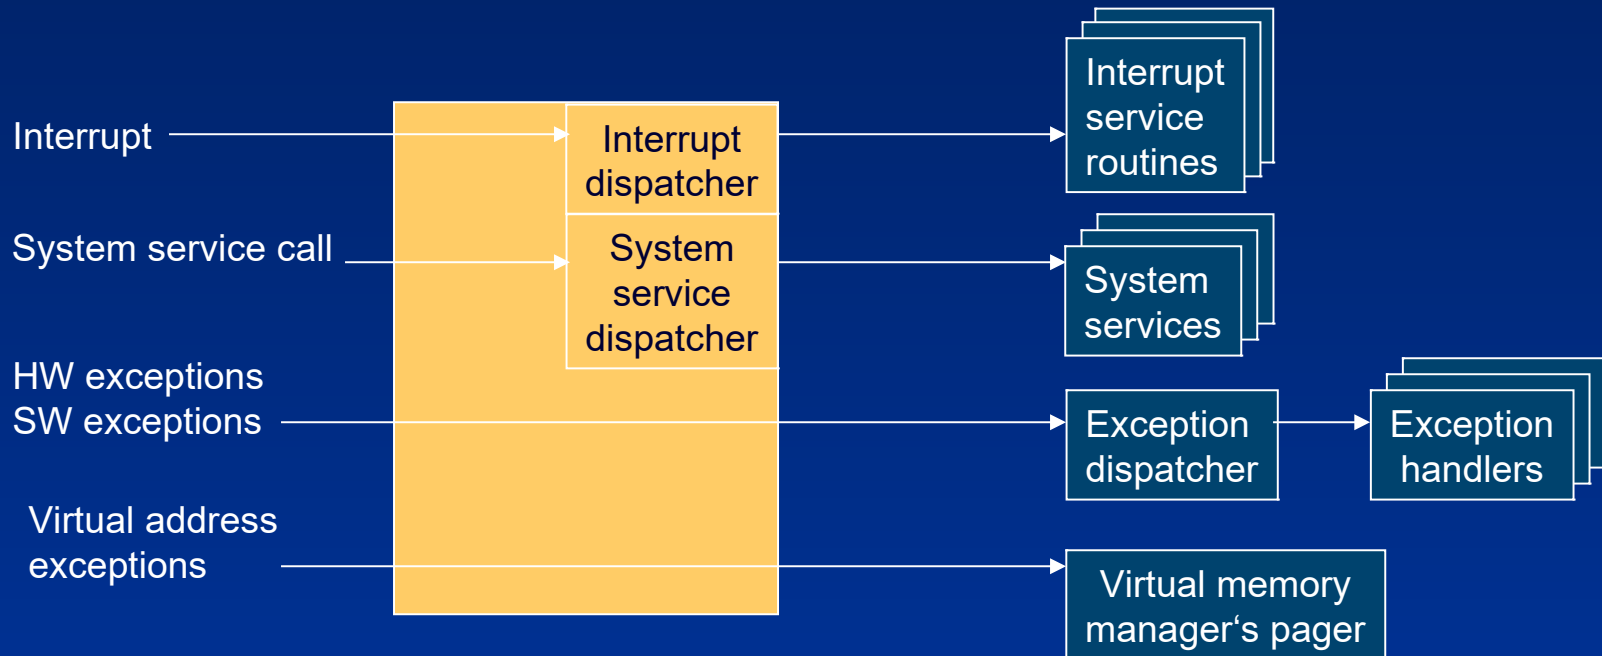 Interrupt
Interrupt
dispatcher
Interrupt
service
routines
System service call
System
service
dispatcher
System
services
HW exceptions
SW exceptions
Exception
dispatcher
Exception
handlers
Virtual address
exceptions
Virtual memory
manager‘s pager